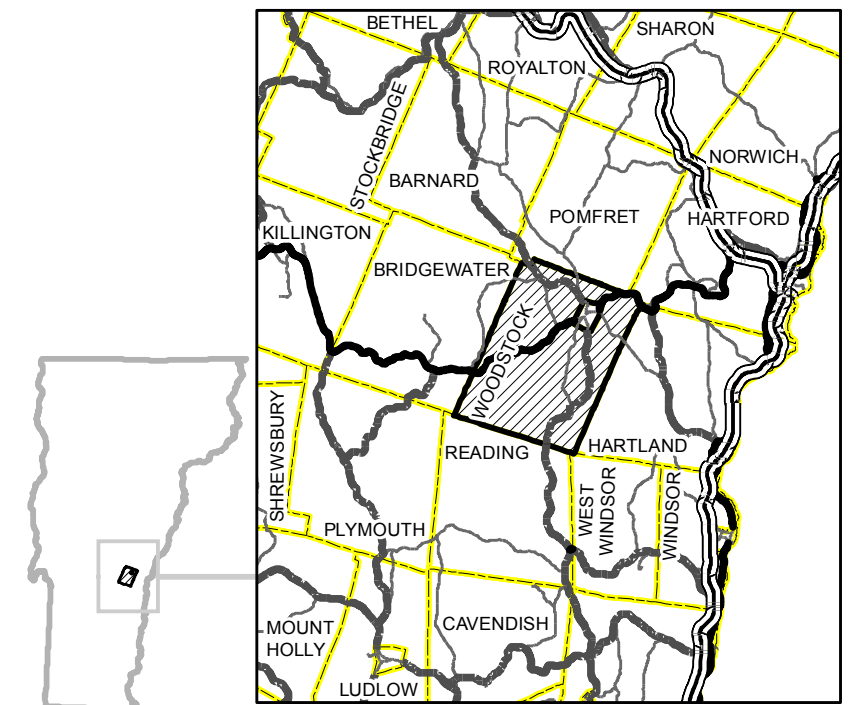 BETHEL
SHARON
ROYALTON
STOCKBRIDGE
NORWICH
BARNARD
POMFRET
HARTFORD
KILLINGTON
BRIDGEWATER
WOODSTOCK
SHREWSBURY
READING
HARTLAND
WEST
WINDSOR
WINDSOR
PLYMOUTH
MOUNT
HOLLY
CAVENDISH
LUDLOW